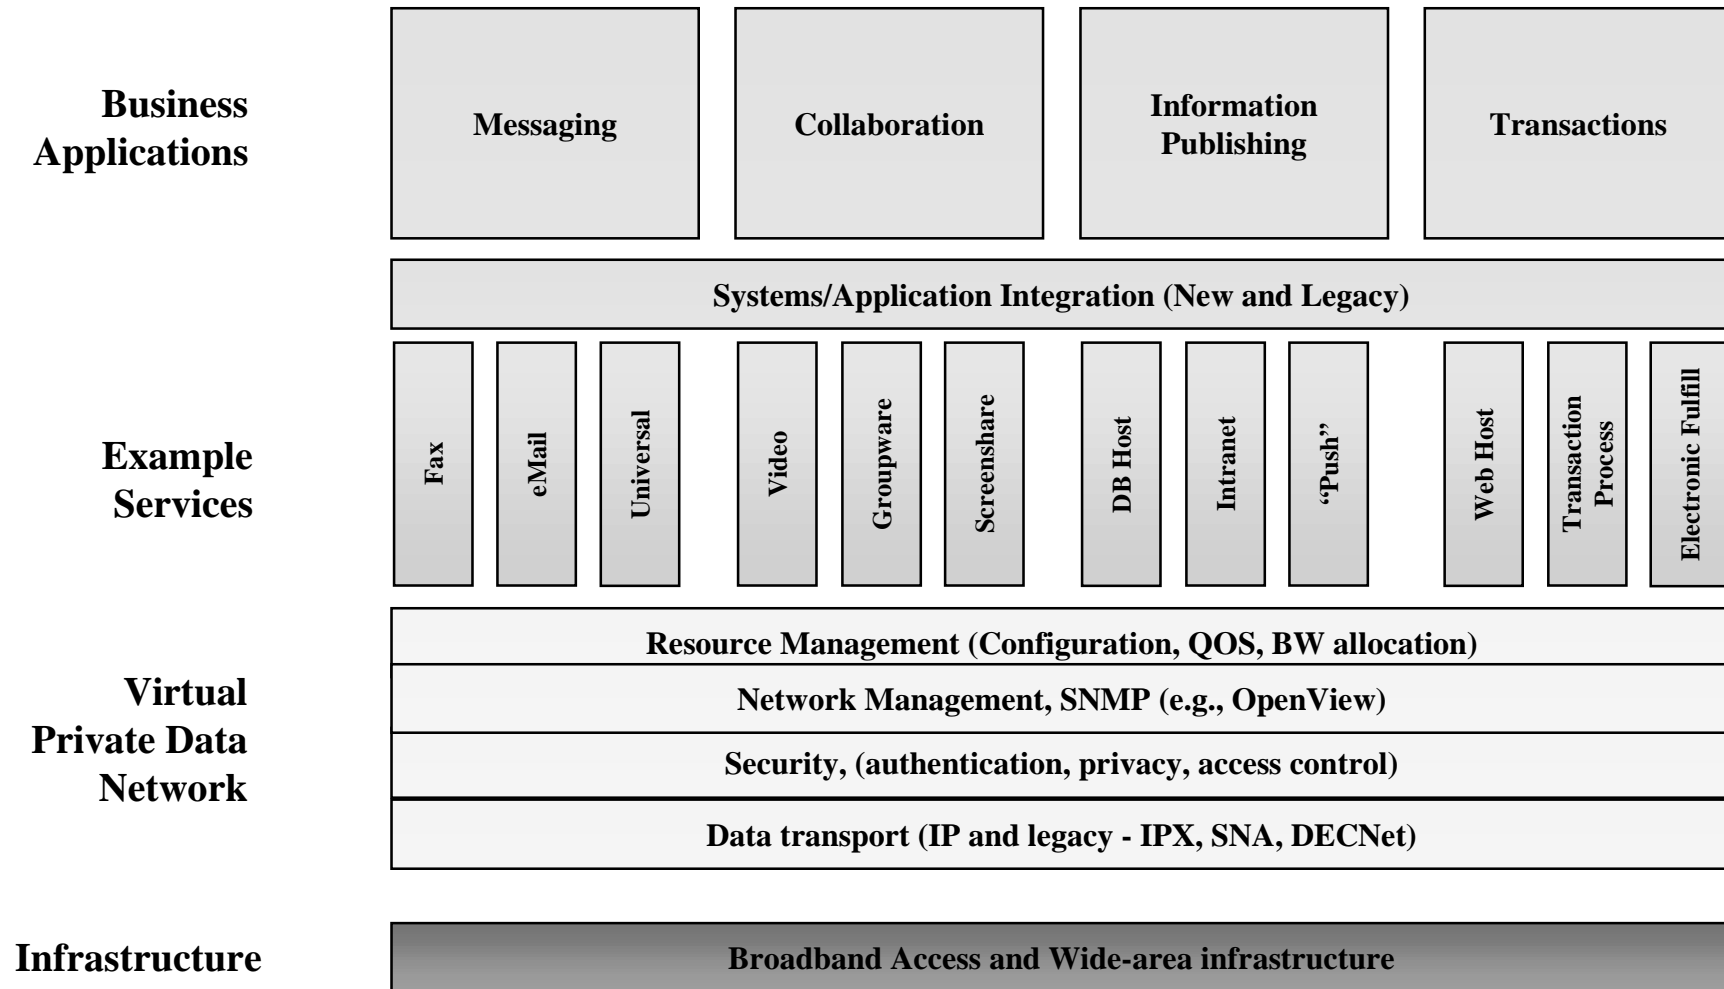 Business
Applications
Messaging
Collaboration
Information
Publishing
Transactions
Systems/Application Integration (New and Legacy)
Example
Services
Fax
eMail
Universal
Video
Groupware
Screenshare
DB Host
Intranet
“Push”
Web Host
Transaction
Process
Electronic Fulfill
Virtual
Private Data
Network
Resource Management (Configuration, QOS, BW allocation)
Network Management, SNMP (e.g., OpenView)
Security, (authentication, privacy, access control)
Data transport (IP and legacy - IPX, SNA, DECNet)
Infrastructure
Broadband Access and Wide-area infrastructure